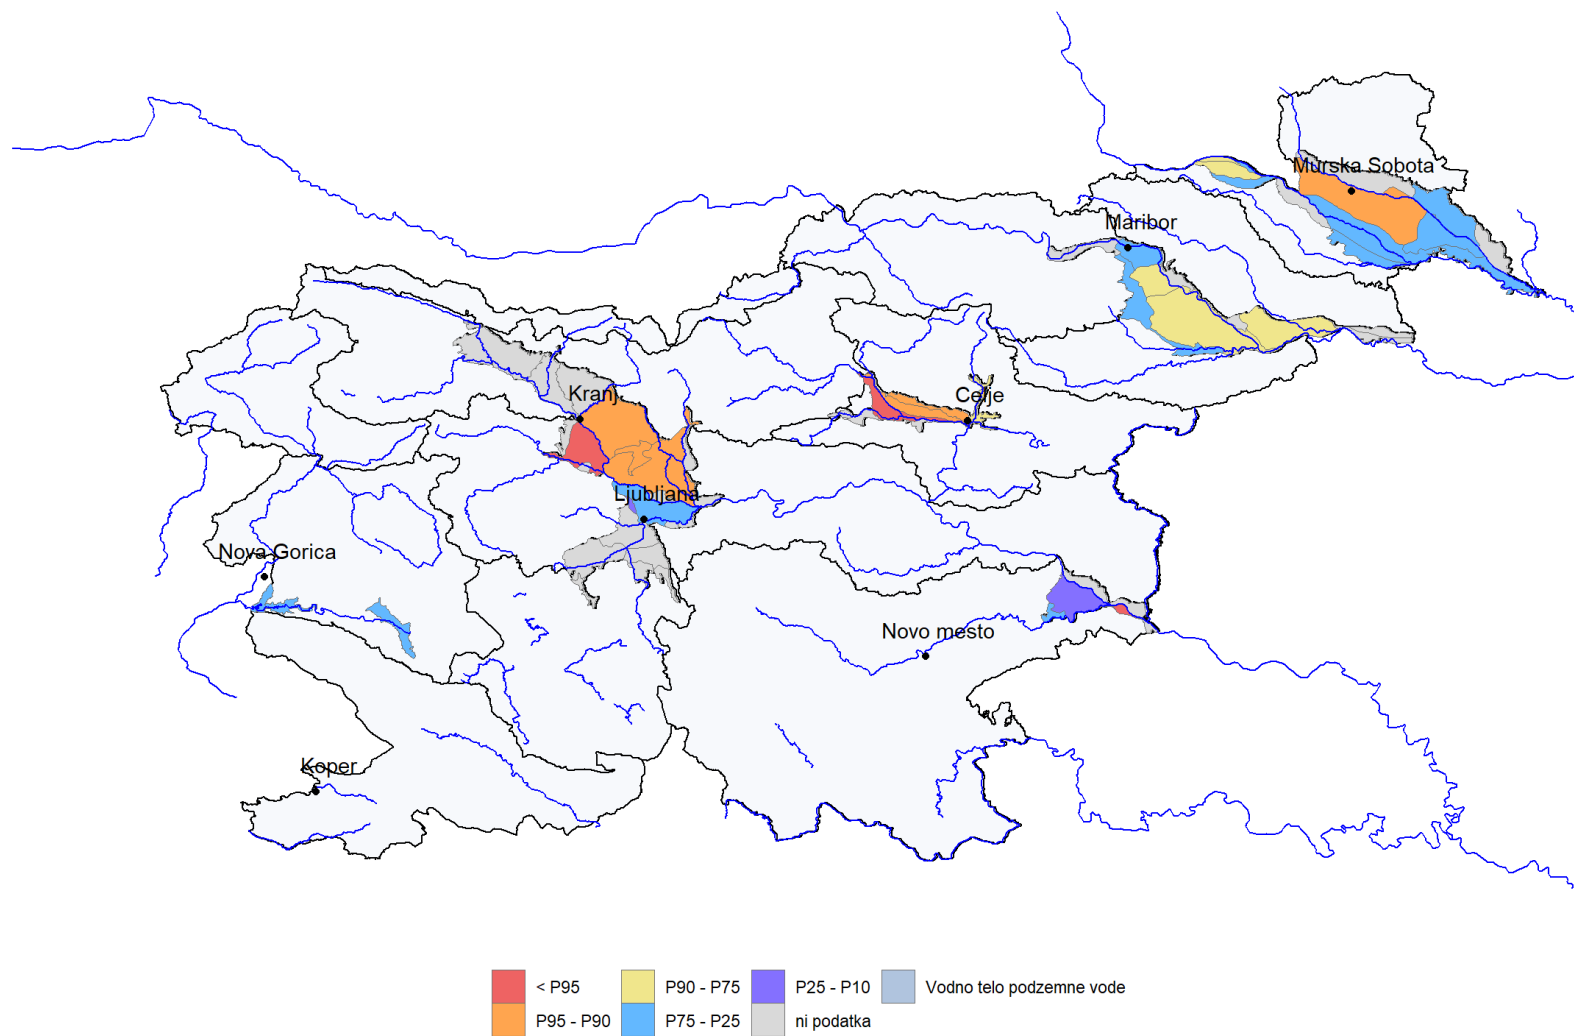 Murska Sobota
Maribor
Kranj
Celje
Ljubljana
Nova Gorica
Novo mesto
Koper
< P95
P90 - P75
P25 - P10
Vodno telo podzemne vode
P95 - P90
P75 - P25
ni podatka